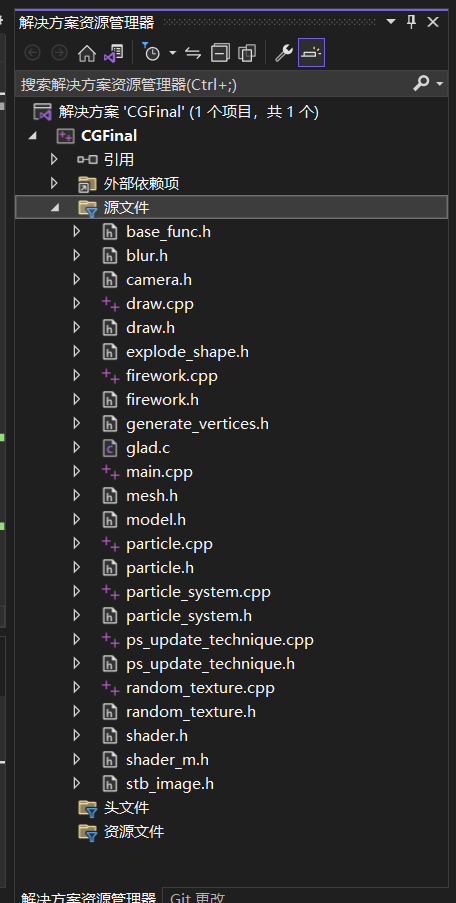 解决方案资源管理器
搜索解决方案资源管理器(Ctrl+;)
解决方案 'CGFinal' (1 个项目，共 1 个)
CGFinal
引用
外部依赖项
源文件
base_func.h
blur.h
camera.h
draw.cpp
draw.h
explode_shape.h
firework.cpp
firework.h
generate_vertices.h
glad.c
main.cpp
mesh.h
model.h
particle.cpp
particle.h
particle_system.cpp
particle_system.h
ps_update_technique.cpp
ps_update_technique.h
random_texture.cpp
random_texture.h
shader.h
shader_m.h
stb_image.h
头文件
资源文件
解决方案资源管理器 Git 更改